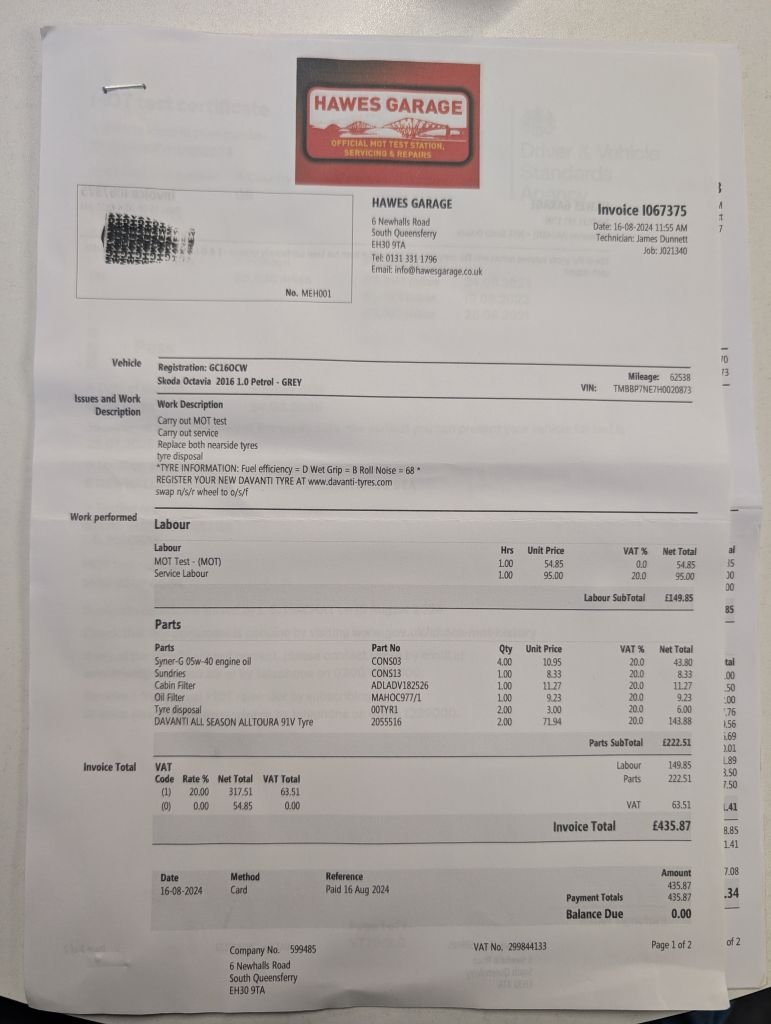 HAWES GARAGE
OFFICIAL MOT TEST STATION,
SERVICING & REPAIRS
No. MEH001
HAWES GARAGE
6 Newhalls Road
South Queensferry
EH30 9TA
Tel: 0131 331 1796
Email: info@hawesgarage.co.uk
Invoice I067375
Date: 16-08-2024 11:55 AM
Technician: James Dunnett
Job: J021340
Vehicle
Registration: GC16OCW
Skoda Octavia 2016 1.0 Petrol - GREY
Mileage: 62538
VIN: TMBBP7NE7H0020873
Issues and Work Description
Work Description
Carry out MOT test
Carry out service
Replace both nearside tyres
tyre disposal
*TYRE INFORMATION: Fuel efficiency = D Wet Grip = B Roll Noise = 68 *
REGISTER YOUR NEW DAVANTI TYRE AT www.davanti-tyres.com
swap n/s/r wheel to o/s/f
Work performed
Labour
Labour Hrs Unit Price VAT % Net Total
MOT Test - (MOT) 1.00 54.85 0.0 54.85
Service Labour 1.00 95.00 20.0 95.00
Labour SubTotal £149.85
Parts
Parts Part No Qty Unit Price VAT % Net Total
Syner-G 05w-40 engine oil CONS03 4.00 10.95 20.0 43.80
Sundries CONS13 1.00 8.33 20.0 8.33
Cabin Filter ADLADV182526 1.00 11.27 20.0 11.27
Oil Filter MAHOC977/1 1.00 9.23 20.0 9.23
Tyre disposal 00TYR1 2.00 3.00 20.0 6.00
DAVANTI ALL SEASON ALLTOURA 91V Tyre 2055516 2.00 71.94 20.0 143.88
Parts SubTotal £222.51
Invoice Total
VAT
Code Rate % Net Total VAT Total
(1) 20.00 317.51 63.51
(0) 0.00 54.85 0.00
Labour 149.85
Parts 222.51
VAT 63.51
Invoice Total £435.87
Date Method Reference Amount
16-08-2024 Card Paid 16 Aug 2024 435.87
Payment Totals 435.87
Balance Due 0.00
Company No. 599485
6 Newhalls Road
South Queensferry
EH30 9TA
VAT No. 299844133
Page 1 of 2
of 2